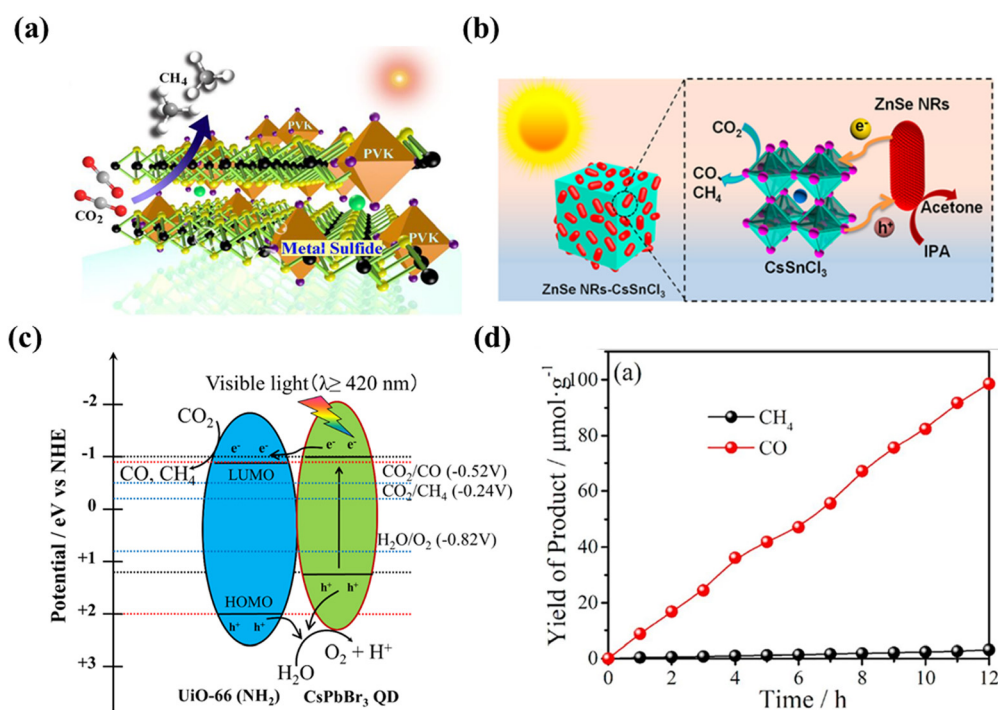 (a)
CH4
PVK
PVK
CO2
Metal Sulfide
PVK
(b)
ZnSe NRs
e-
CO2
CO,
CH4
Acetone
h+
IPA
CsSnCl3
ZnSe NRs-CsSnCl3
(c)
Visible light(λ≥ 420 nm)
Potential / eV vs NHE
-2
-1
0
+1
+2
+3
CO2
e- e-
e- e-
CO, CH4
LUMO
CO2/CO (-0.52V)
CO2/CH4 (-0.24V)
H2O/O2 (-0.82V)
h+ h+
HOMO
h+ h+
O2 + H+
H2O
UiO-66 (NH2)
CsPbBr3 QD
(d)
(a)
CH4
CO
Yield of Product / μmol·g-1
100
80
60
40
20
0
0 2 4 6 8 10 12
Time / h